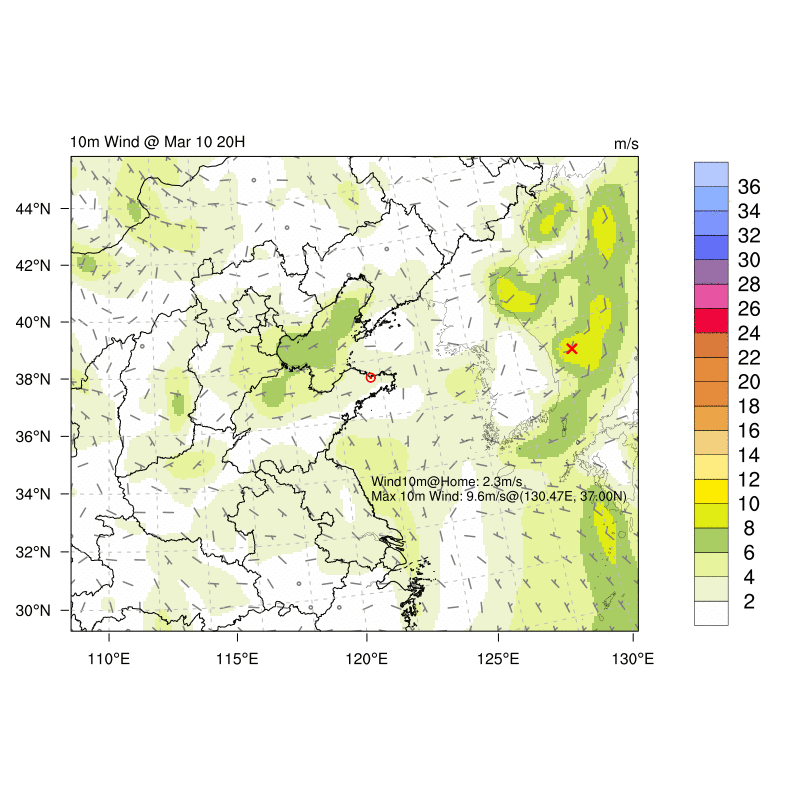 10m Wind @ Mar 10 20H
m/s
44°N
42°N
40°N
38°N
36°N
34°N
32°N
30°N
110°E
115°E
120°E
125°E
130°E
Wind10m@Home: 2.3m/s
Max 10m Wind: 9.6m/s@(130.47E, 37:00N)
36
34
32
30
28
26
24
22
20
18
16
14
12
10
8
6
4
2